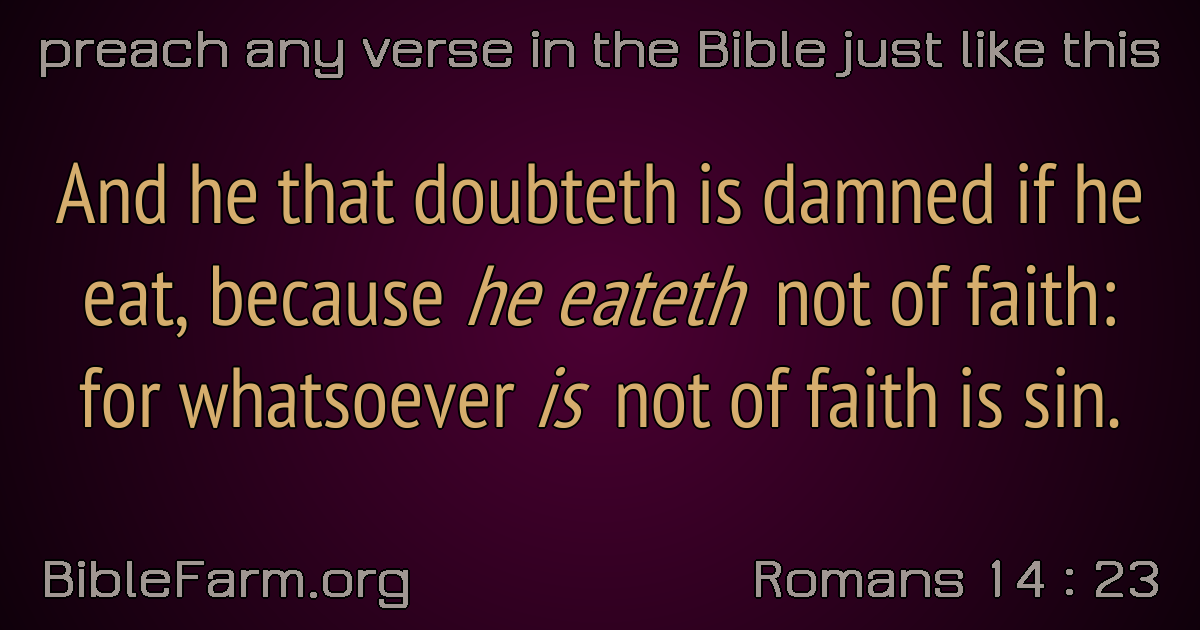 preach any verse in the Bible just like this
And he that doubteth is damned if he
eat, because he eateth not of faith:
for whatsoever is not of faith is sin.
BibleFarm.org
Romans 14 : 23